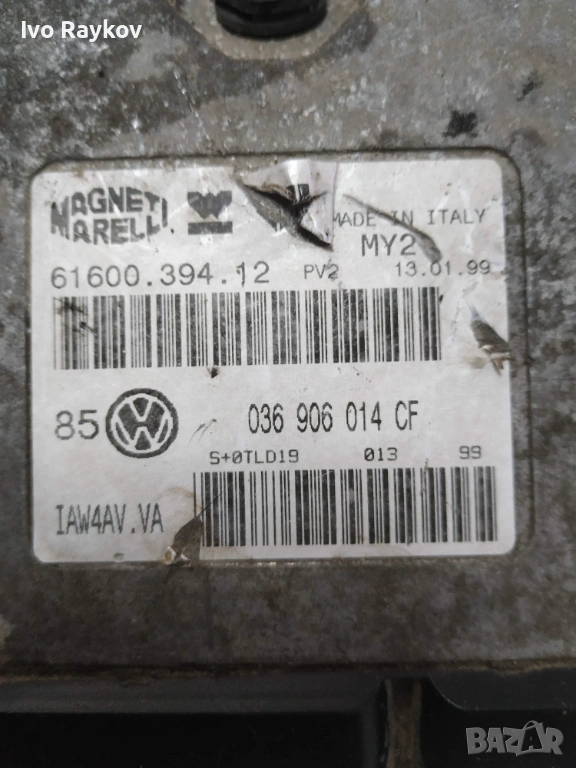 Ivo Raykov
MAGNETI
MARELLI
MADE IN ITALY
MY2
61600.394.12 PV2 13.01.99
85 036 906 014 CF
S+0TLD19 013 99
IAW4AV.VA
BAZAR